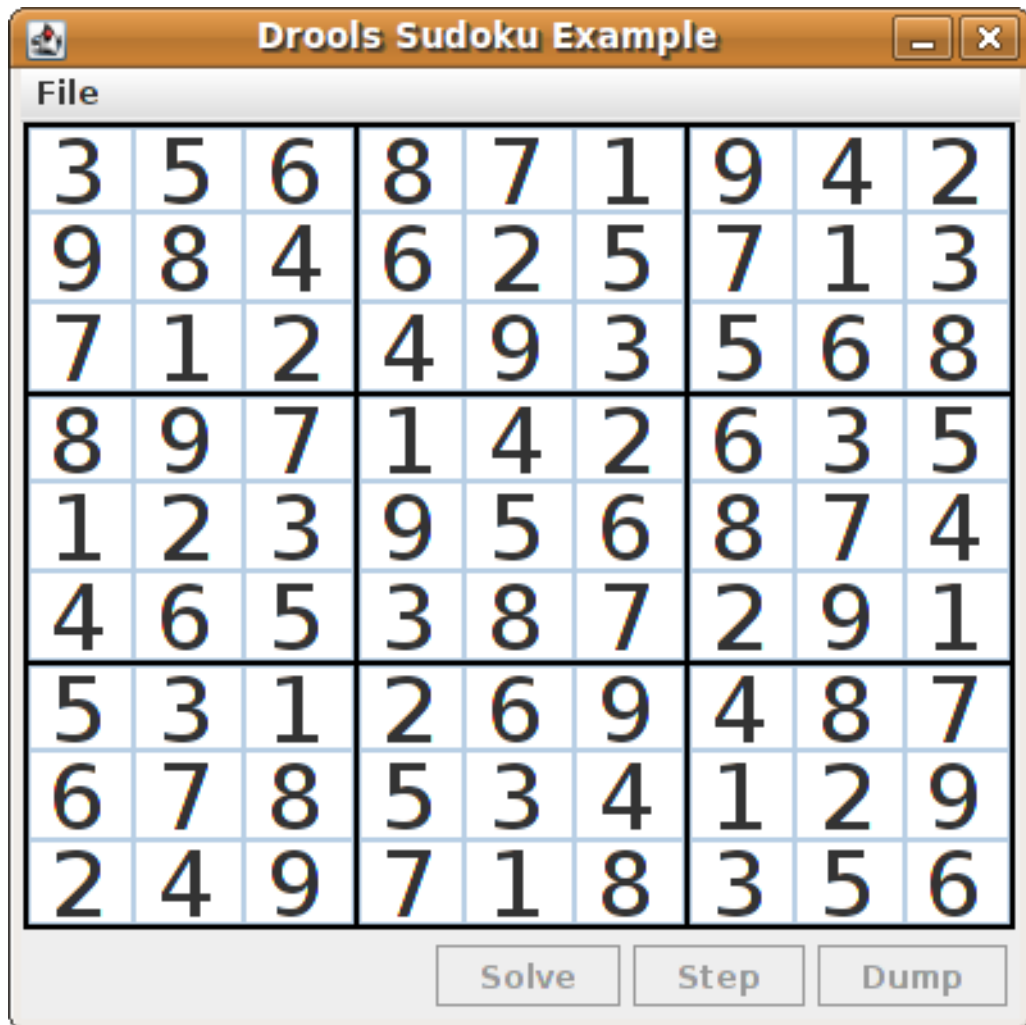 Drools Sudoku Example
File
3 5 6 8 7 1 9 4 2
9 8 4 6 2 5 7 1 3
7 1 2 4 9 3 5 6 8
8 9 7 1 4 2 6 3 5
1 2 3 9 5 6 8 7 4
4 6 5 3 8 7 2 9 1
5 3 1 2 6 9 4 8 7
6 7 8 5 3 4 1 2 9
2 4 9 7 1 8 3 5 6
Solve Step Dump